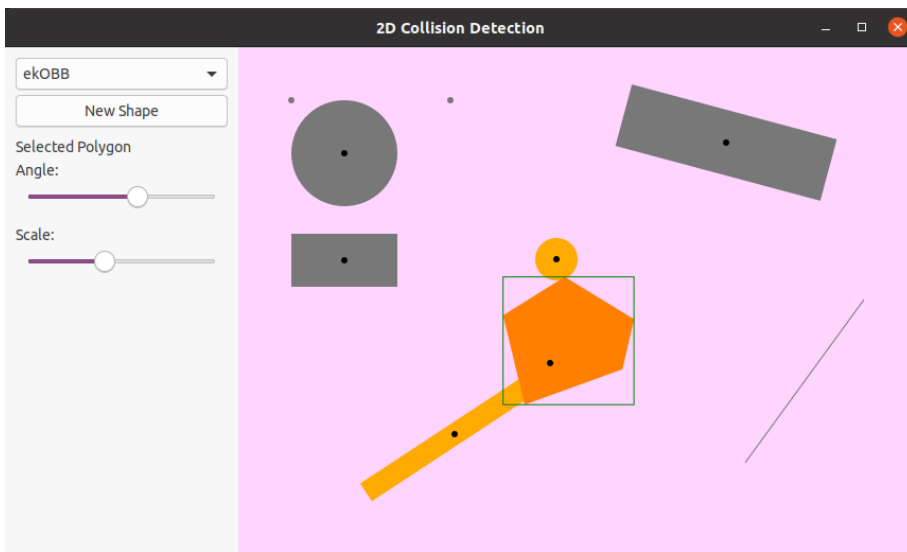 2D Collision Detection
ekOBB
New Shape
Selected Polygon
Angle:
Scale: